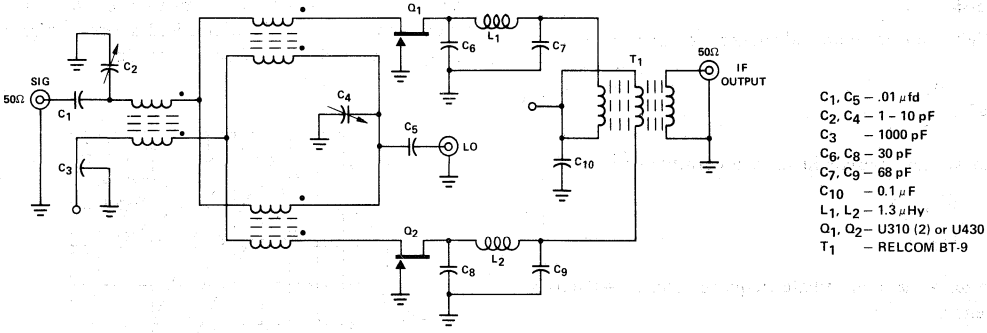 Q1
L1
C6
C7
C2
SIG
50Ω
C1
C3
C4
C5
LO
T1
50Ω
IF
OUTPUT
C10
Q2
L2
C8
C9
C1, C5 – .01 μfd
C2, C4 – 1 – 10 pF
C3 – 1000 pF
C6, C8 – 30 pF
C7, C9 – 68 pF
C10 – 0.1 μF
L1, L2 – 1.3 μHy
Q1, Q2 – U310 (2) or U430
T1 – RELCOM BT-9